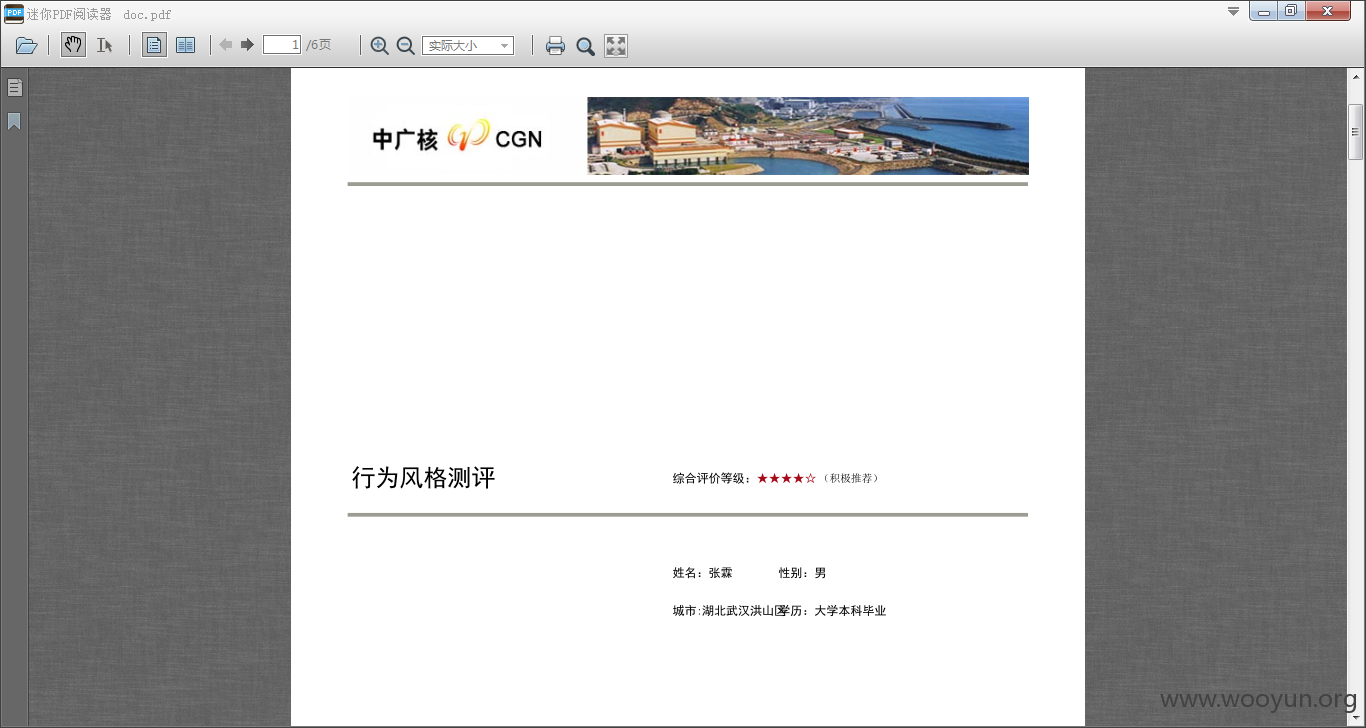 迷你PDF阅读器 doc.pdf
1 /6页 实际大小
中广核 CGN
行为风格测评
综合评价等级：★★★★☆（积极推荐）
姓名：张霖 性别：男
城市:湖北武汉洪山区学历：大学本科毕业
www.wooyun.org